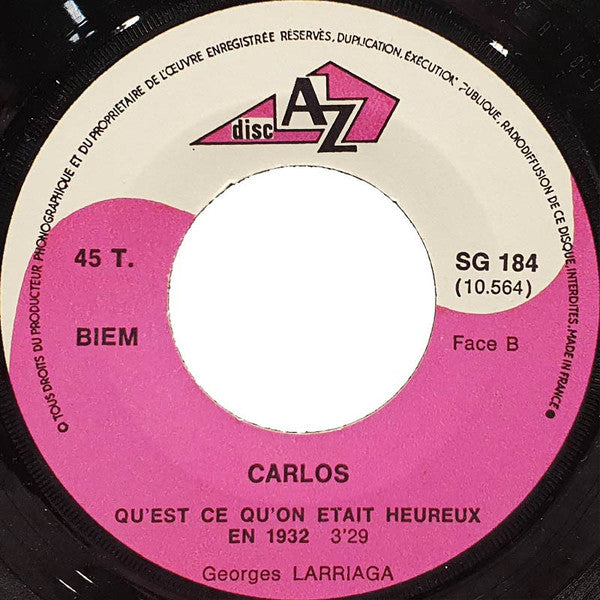 TOUS DROITS DU PRODUCTEUR PHONOGRAPHIQUE ET DU PROPRIETAIRE DE L'ŒUVRE ENREGISTRÉE RÉSERVÉS, DUPLICATION, ÉXÉCUTION PUBLIQUE, RADIODIFFUSION DE CE DISQUE, INTERDITES. MADE IN FRANCE
disc AZ
45 T.
SG 184
(10.564)
BIEM
Face B
CARLOS
QU'EST CE QU'ON ETAIT HEUREUX
EN 1932 3'29
Georges LARRIAGA